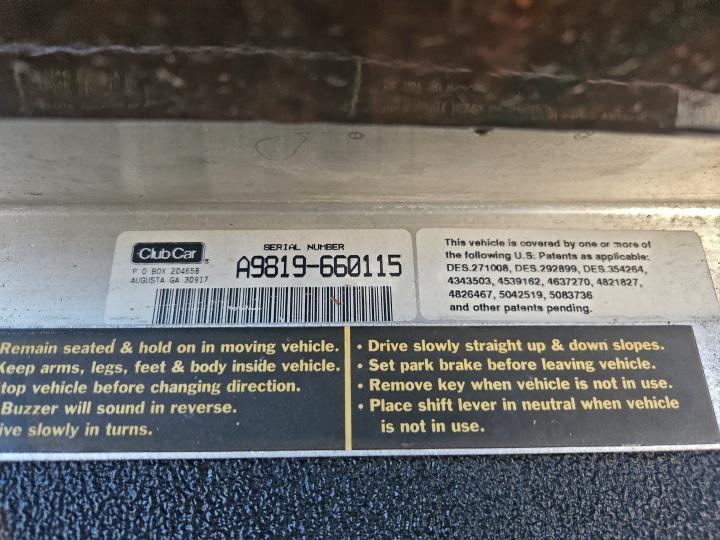 Club Car
P O BOX 204658
AUGUSTA GA 30917
SERIAL NUMBER
A9819-660115
This vehicle is covered by one or more of
the following U.S. Patents as applicable:
DES.271008, DES.292899, DES.354264,
4343503, 4539162, 4637270, 4821827,
4826467, 5042519, 5083736
and other patents pending.
Remain seated & hold on in moving vehicle.
Keep arms, legs, feet & body inside vehicle.
top vehicle before changing direction.
Buzzer will sound in reverse.
ive slowly in turns.
• Drive slowly straight up & down slopes.
• Set park brake before leaving vehicle.
• Remove key when vehicle is not in use.
• Place shift lever in neutral when vehicle
is not in use.